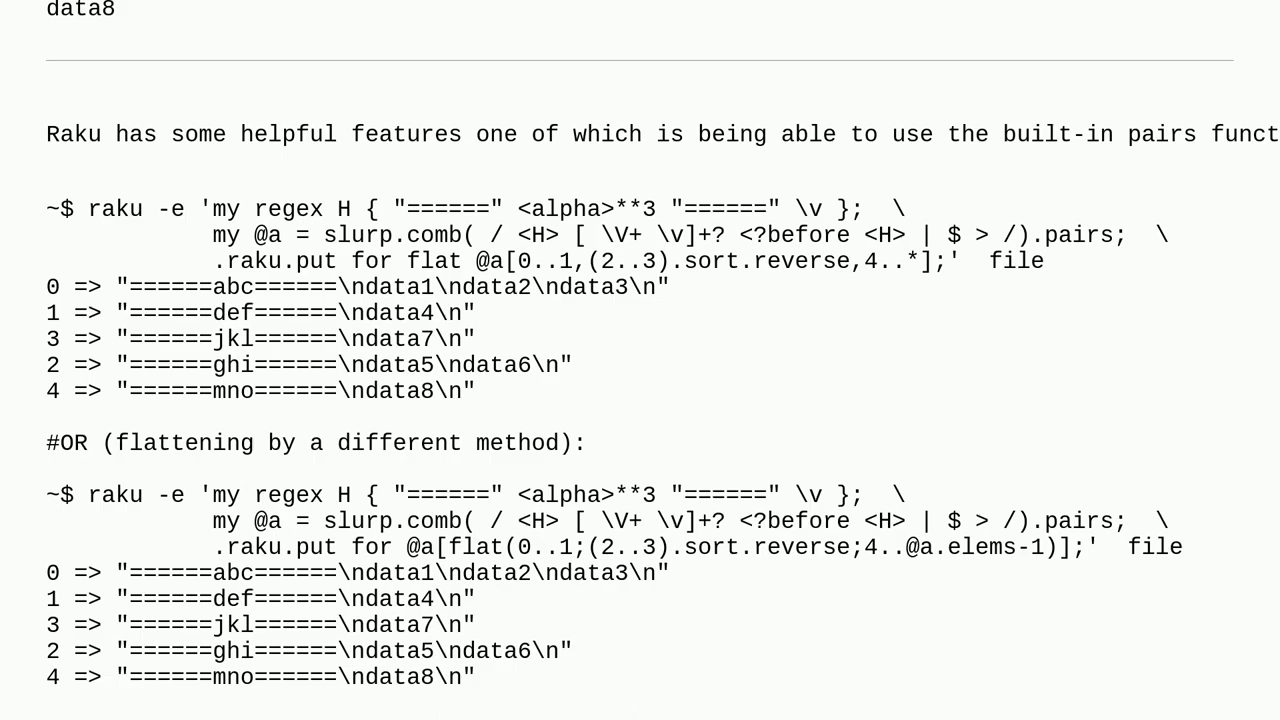 data8
Raku has some helpful features one of which is being able to use the built-in pairs funct
~$ raku -e 'my regex H { "======" <alpha>**3 "======" \v };  \
            my @a = slurp.comb( / <H> [ \V+ \v]+? <?before <H> | $ > /).pairs;  \
            .raku.put for flat @a[0..1,(2..3).sort.reverse,4..*];'  file
0 => "======abc======\ndata1\ndata2\ndata3\n"
1 => "======def======\ndata4\n"
3 => "======jkl======\ndata7\n"
2 => "======ghi======\ndata5\ndata6\n"
4 => "======mno======\ndata8\n"
#OR (flattening by a different method):
~$ raku -e 'my regex H { "======" <alpha>**3 "======" \v };  \
            my @a = slurp.comb( / <H> [ \V+ \v]+? <?before <H> | $ > /).pairs;  \
            .raku.put for @a[flat(0..1;(2..3).sort.reverse;4..@a.elems-1)];'  file
0 => "======abc======\ndata1\ndata2\ndata3\n"
1 => "======def======\ndata4\n"
3 => "======jkl======\ndata7\n"
2 => "======ghi======\ndata5\ndata6\n"
4 => "======mno======\ndata8\n"